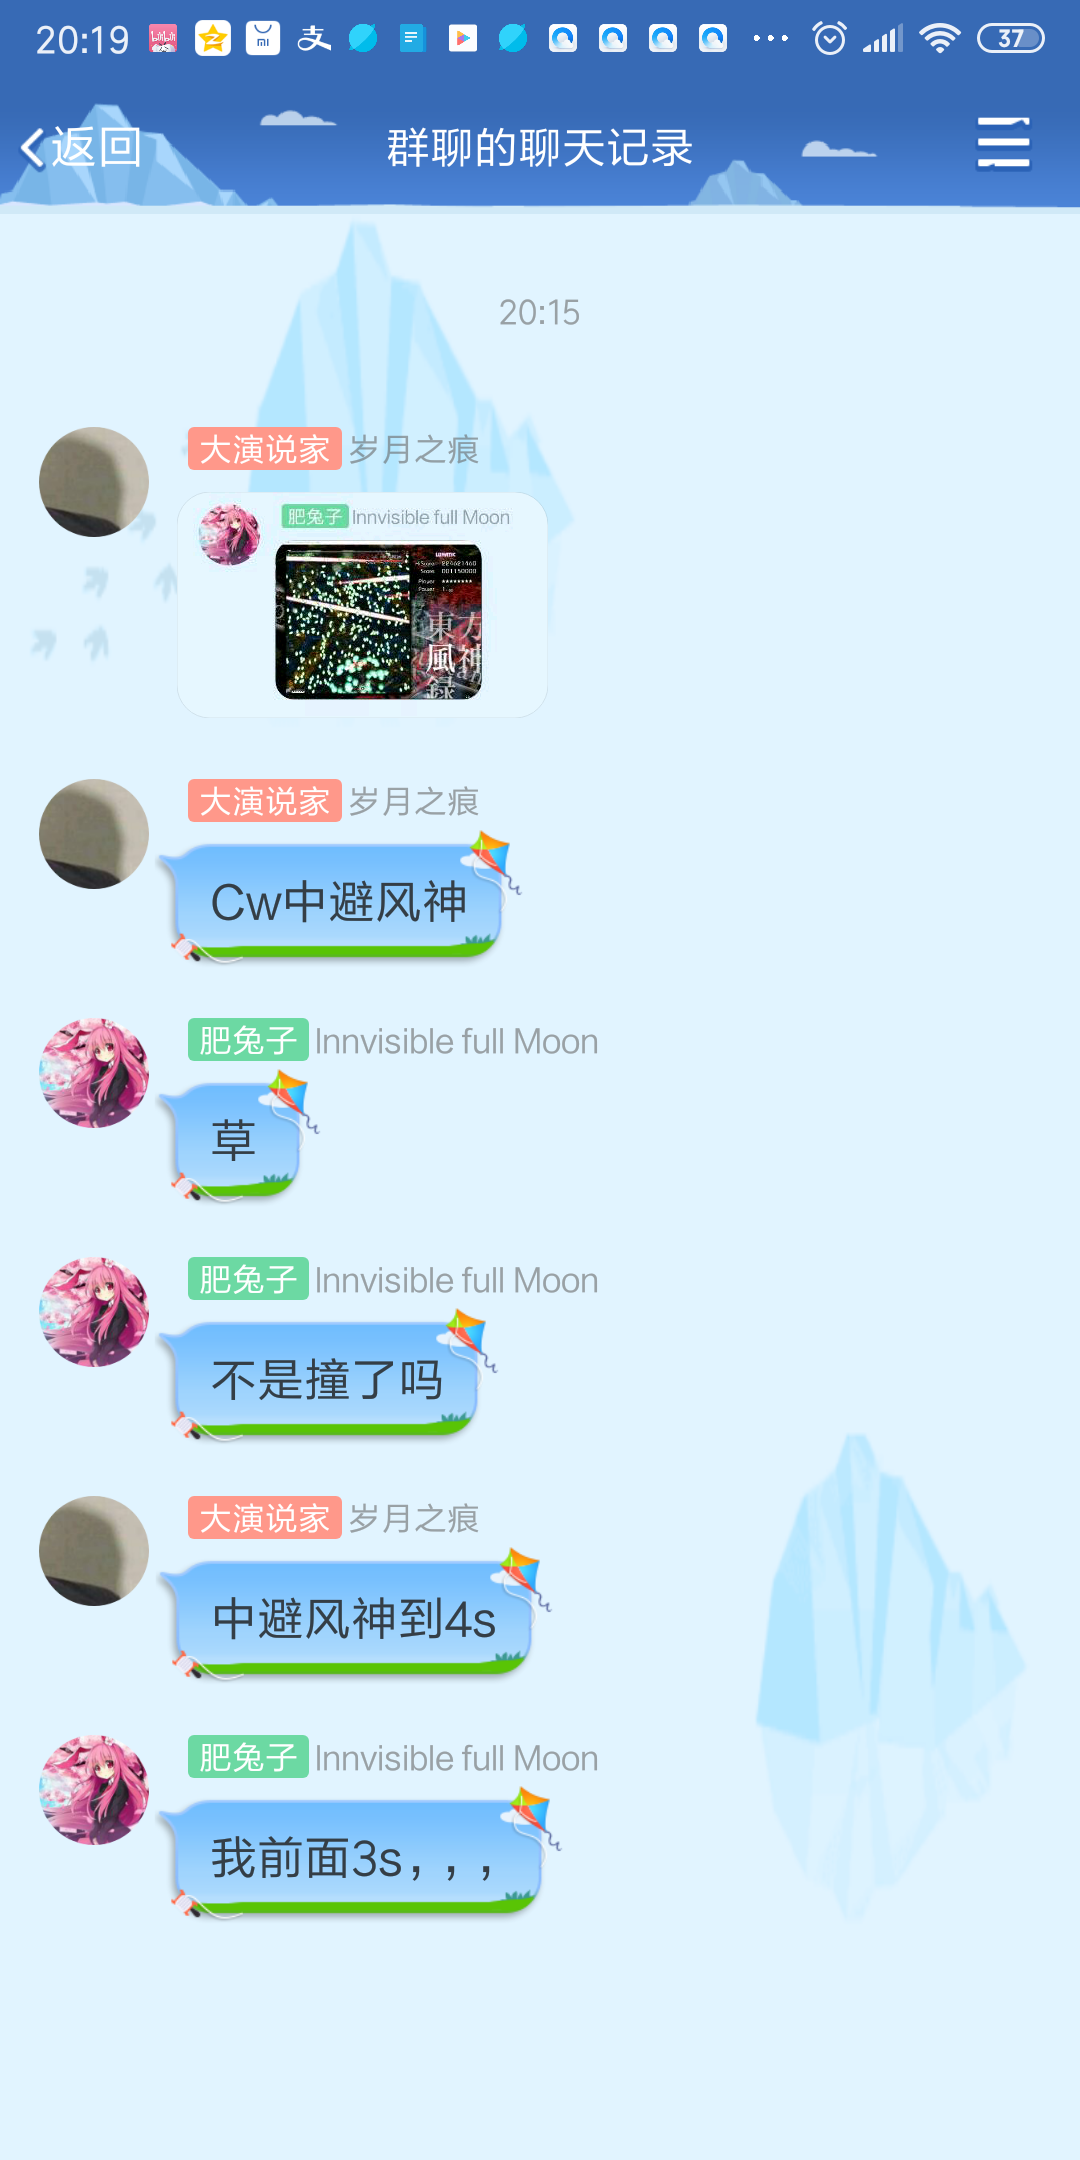 20:19
37
返回
群聊的聊天记录
20:15
大演说家 岁月之痕
肥兔子 Innvisible full Moon
LUNATIC
東方
風神
録
大演说家 岁月之痕
Cw中避风神
肥兔子 Innvisible full Moon
草
肥兔子 Innvisible full Moon
不是撞了吗
大演说家 岁月之痕
中避风神到4s
肥兔子 Innvisible full Moon
我前面3s，，，